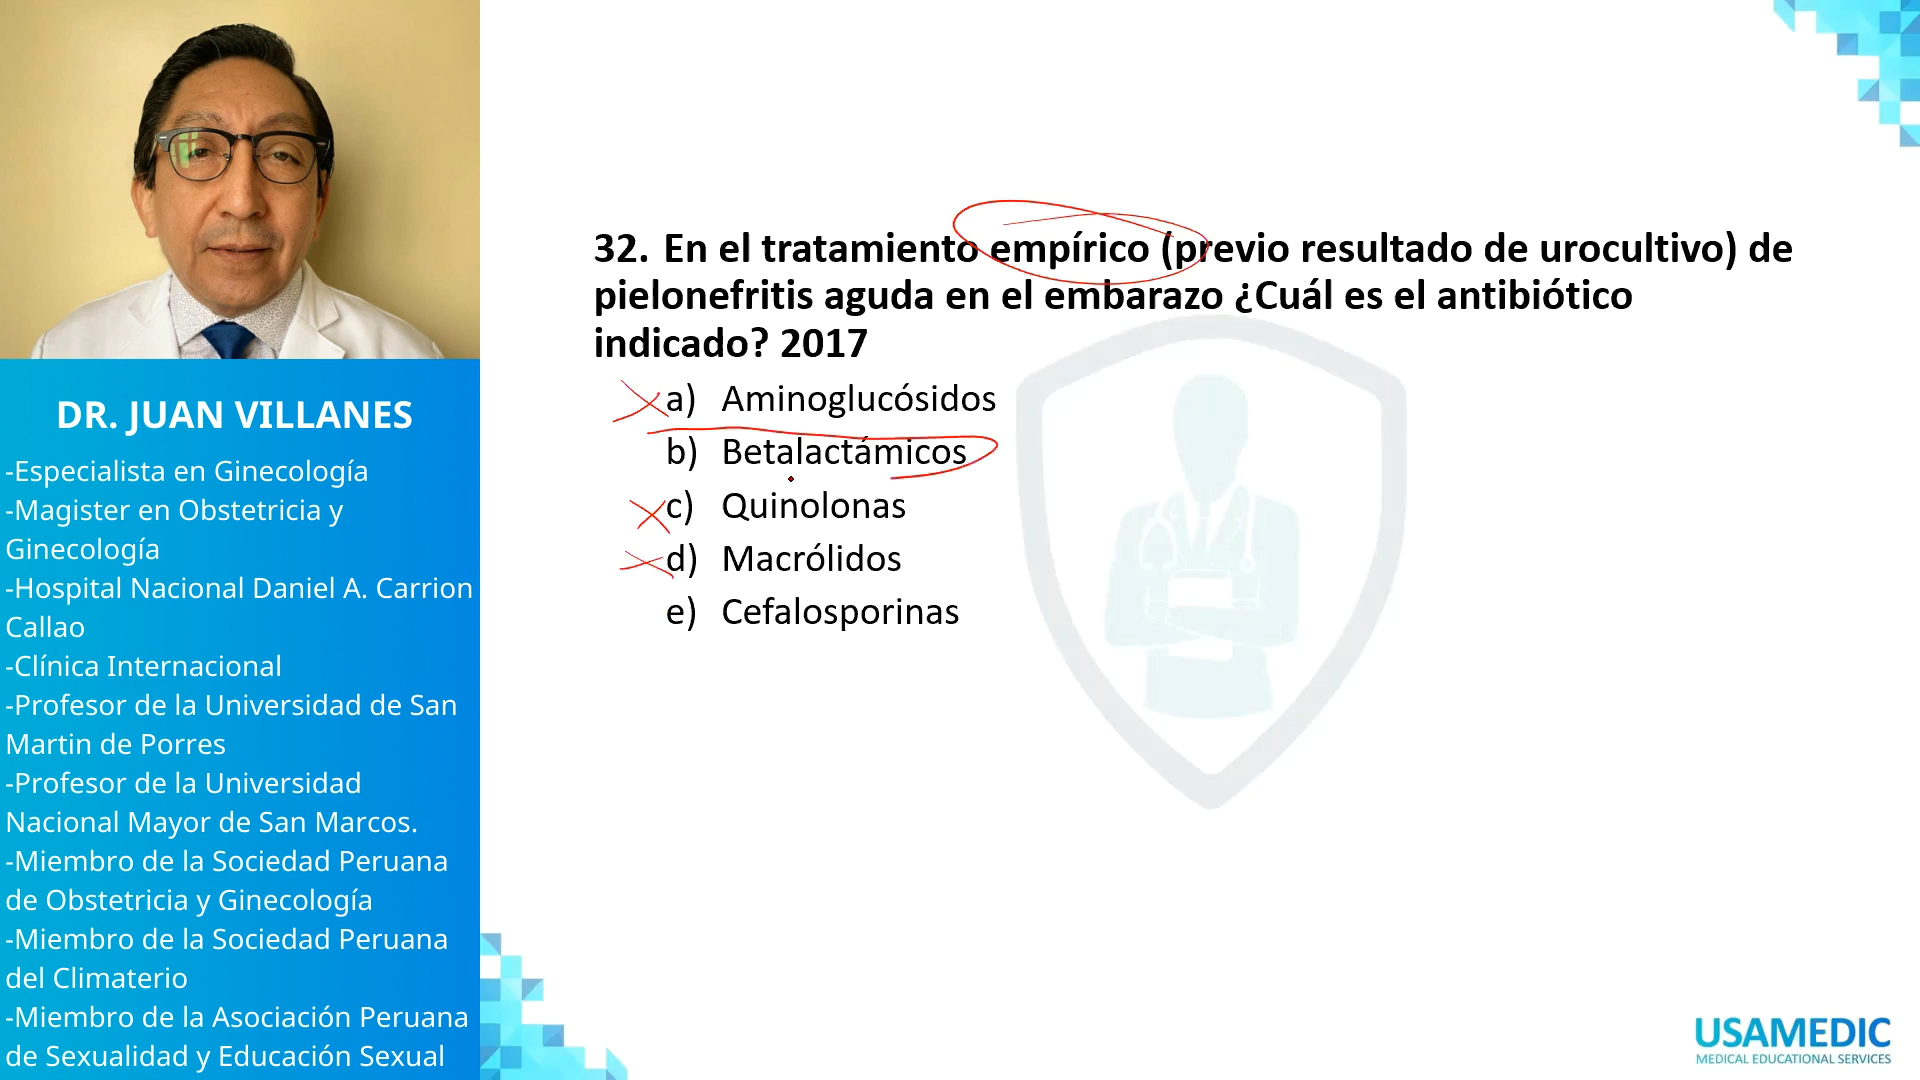 DR. JUAN VILLANES
-Especialista en Ginecología
-Magister en Obstetricia y
Ginecología
-Hospital Nacional Daniel A. Carrion
Callao
-Clínica Internacional
-Profesor de la Universidad de San
Martin de Porres
-Profesor de la Universidad
Nacional Mayor de San Marcos.
-Miembro de la Sociedad Peruana
de Obstetricia y Ginecología
-Miembro de la Sociedad Peruana
del Climaterio
-Miembro de la Asociación Peruana
de Sexualidad y Educación Sexual
32. En el tratamiento empírico (previo resultado de urocultivo) de
pielonefritis aguda en el embarazo ¿Cuál es el antibiótico
indicado? 2017
a) Aminoglucósidos
b) Betalactámicos
c) Quinolonas
d) Macrólidos
e) Cefalosporinas
USAMEDIC
MEDICAL EDUCATIONAL SERVICES